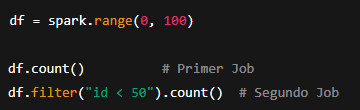 df = spark.range(0, 100)
df.count()          # Primer Job
df.filter("id < 50").count()  # Segundo Job